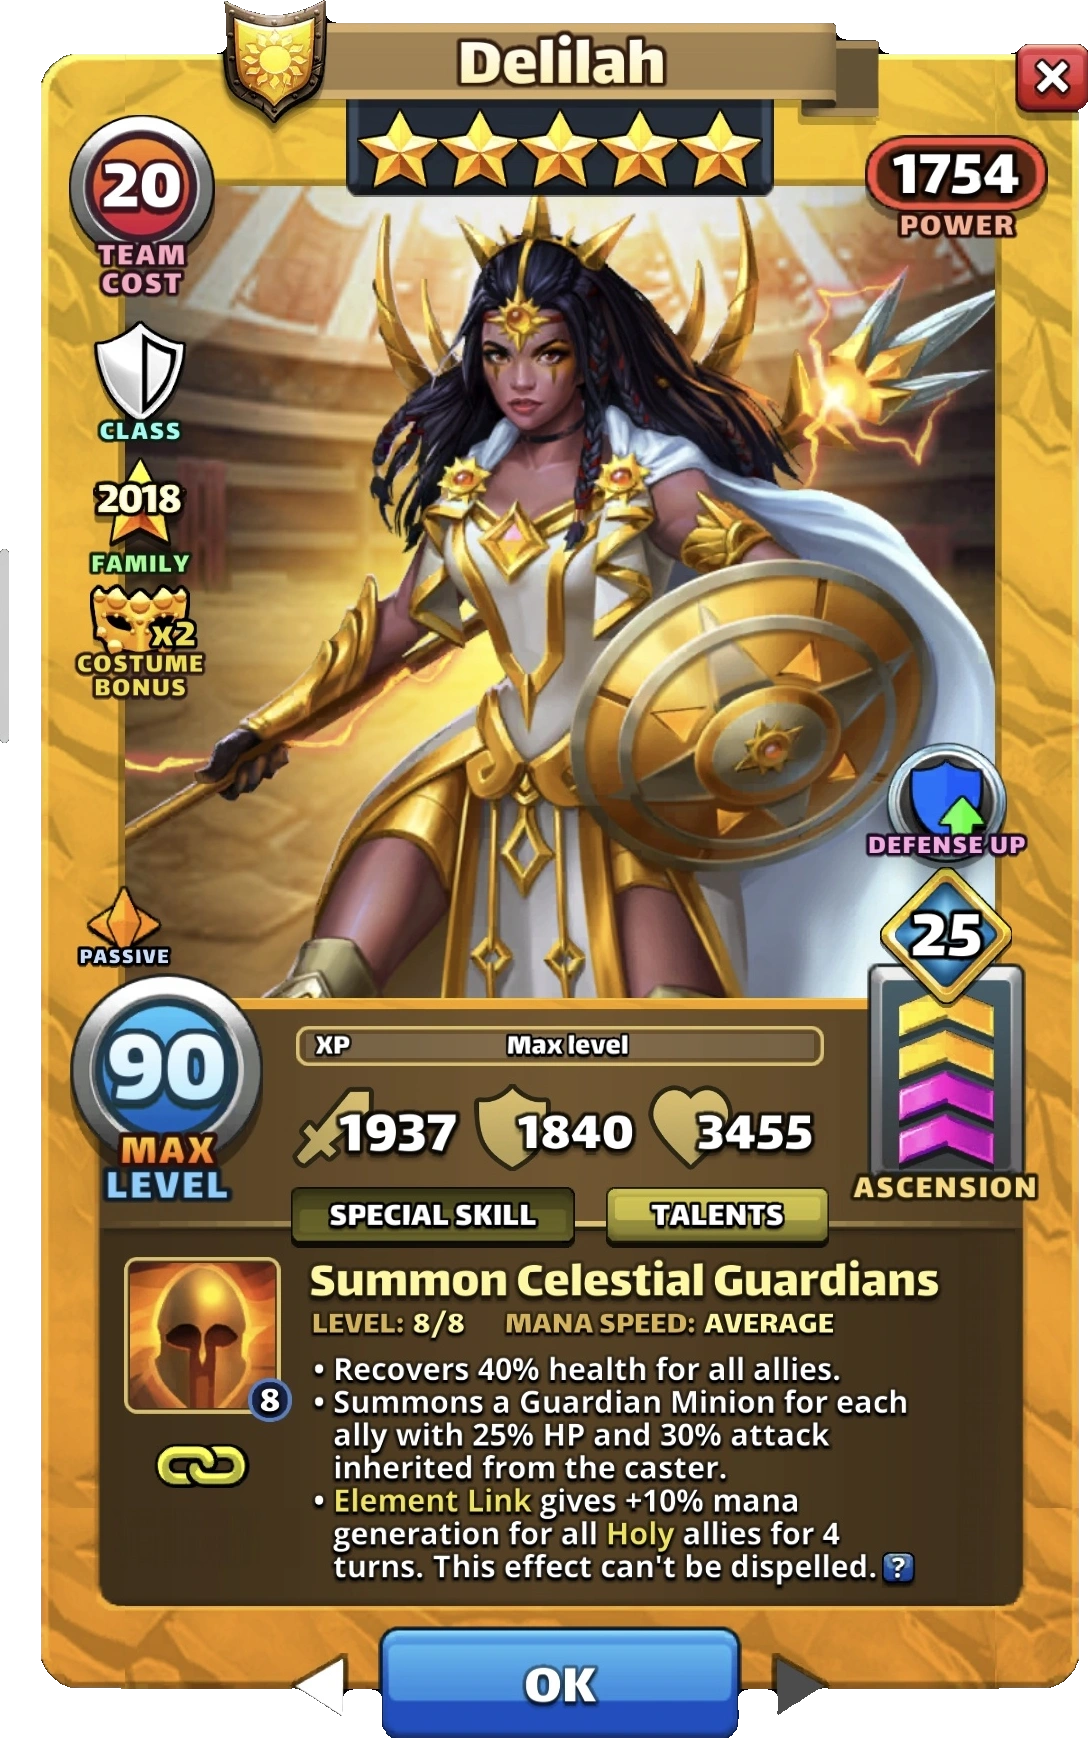 Delilah
20
TEAM
COST
1754
POWER
CLASS
2018
FAMILY
x2
COSTUME
BONUS
DEFENSE UP
25
PASSIVE
90
MAX
LEVEL
XP Max level
1937 1840 3455
ASCENSION
SPECIAL SKILL TALENTS
Summon Celestial Guardians
LEVEL: 8/8 MANA SPEED: AVERAGE
8
• Recovers 40% health for all allies.
• Summons a Guardian Minion for each
ally with 25% HP and 30% attack
inherited from the caster.
• Element Link gives +10% mana
generation for all Holy allies for 4
turns. This effect can't be dispelled. ?
OK